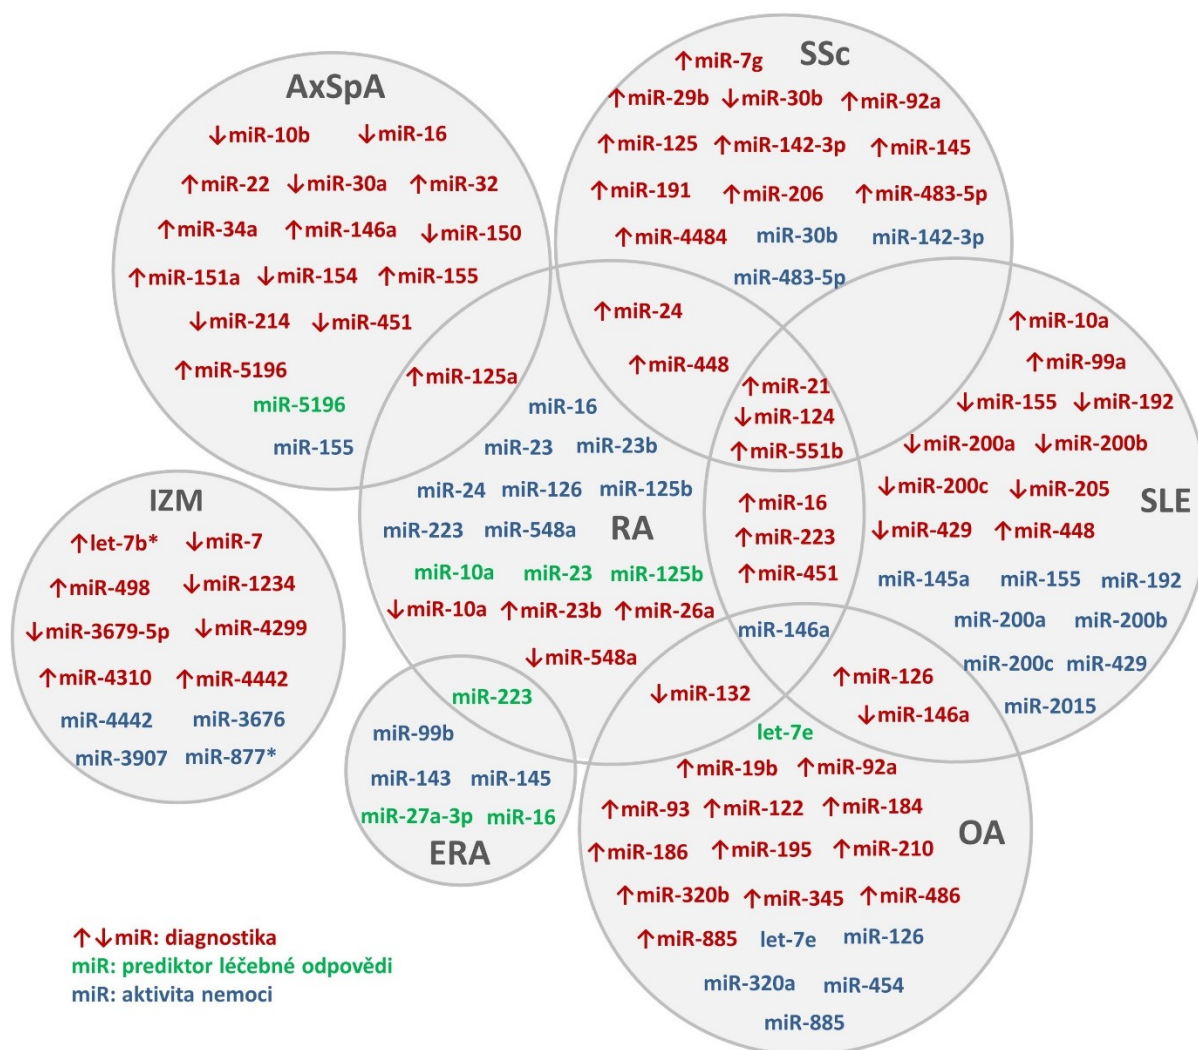 SSc
↑miR-7g
↑miR-29b ↓miR-30b ↑miR-92a
↑miR-125 ↑miR-142-3p ↑miR-145
↑miR-191 ↑miR-206 ↑miR-483-5p
↑miR-4484 miR-30b miR-142-3p
miR-483-5p
AxSpA
↓miR-10b ↓miR-16
↑miR-22 ↓miR-30a ↑miR-32
↑miR-34a ↑miR-146a ↓miR-150
↑miR-151a ↓miR-154 ↑miR-155
↓miR-214 ↓miR-451
↑miR-5196
miR-5196
miR-155
↑miR-125a
↑miR-24
↑miR-448
↑miR-21
↓miR-124
↑miR-551b
↑miR-10a
↑miR-99a
↓miR-155 ↓miR-192
↓miR-200a ↓miR-200b
↓miR-200c ↓miR-205
SLE
↓miR-429 ↑miR-448
miR-145a miR-155 miR-192
miR-200a miR-200b
miR-200c miR-429
miR-2015
miR-16
miR-23 miR-23b
miR-24 miR-126 miR-125b
miR-223 miR-548a
RA
miR-10a miR-23 miR-125b
↓miR-10a ↑miR-23b ↑miR-26a
↓miR-548a
↑miR-16
↑miR-223
↑miR-451
miR-146a
IZM
↑let-7b* ↓miR-7
↑miR-498 ↓miR-1234
↓miR-3679-5p ↓miR-4299
↑miR-4310 ↑miR-4442
miR-4442 miR-3676
miR-3907 miR-877*
miR-223
miR-99b
miR-143 miR-145
miR-27a-3p miR-16
ERA
↓miR-132
↑miR-126
↓miR-146a
let-7e
↑miR-19b ↑miR-92a
↑miR-93 ↑miR-122 ↑miR-184
OA
↑miR-186 ↑miR-195 ↑miR-210
↑miR-320b ↑miR-345 ↑miR-486
↑miR-885 let-7e miR-126
miR-320a miR-454
miR-885
↑↓miR: diagnostika
miR: prediktor léčebné odpovědi
miR: aktivita nemoci